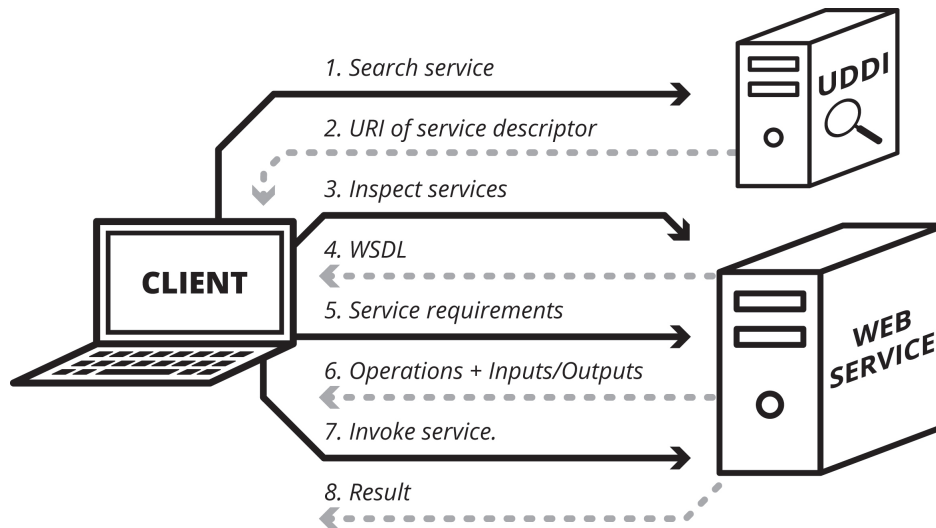 1. Search service
UDDI
2. URI of service descriptor
3. Inspect services
4. WSDL
CLIENT
5. Service requirements
WEB
SERVICE
6. Operations + Inputs/Outputs
7. Invoke service.
8. Result